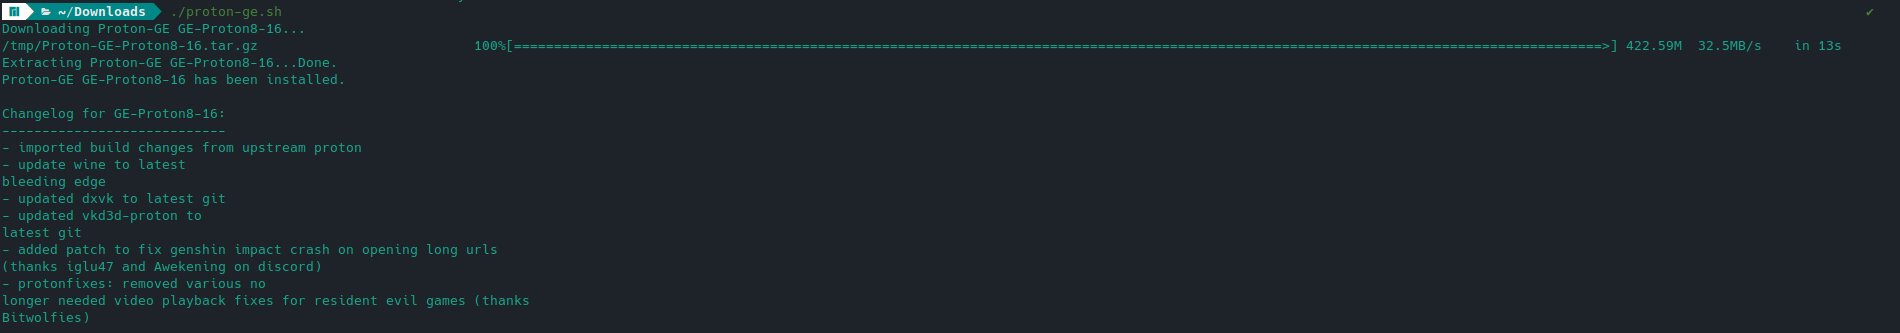 ~/Downloads ./proton-ge.sh ✔
Downloading Proton-GE GE-Proton8-16...
/tmp/Proton-GE-Proton8-16.tar.gz 100%[========================================================================================================================================>] 422.59M 32.5MB/s in 13s
Extracting Proton-GE GE-Proton8-16...Done.
Proton-GE GE-Proton8-16 has been installed.
Changelog for GE-Proton8-16:
----------------------------
- imported build changes from upstream proton
- update wine to latest
bleeding edge
- updated dxvk to latest git
- updated vkd3d-proton to
latest git
- added patch to fix genshin impact crash on opening long urls
(thanks iglu47 and Awekening on discord)
- protonfixes: removed various no
longer needed video playback fixes for resident evil games (thanks
Bitwolfies)